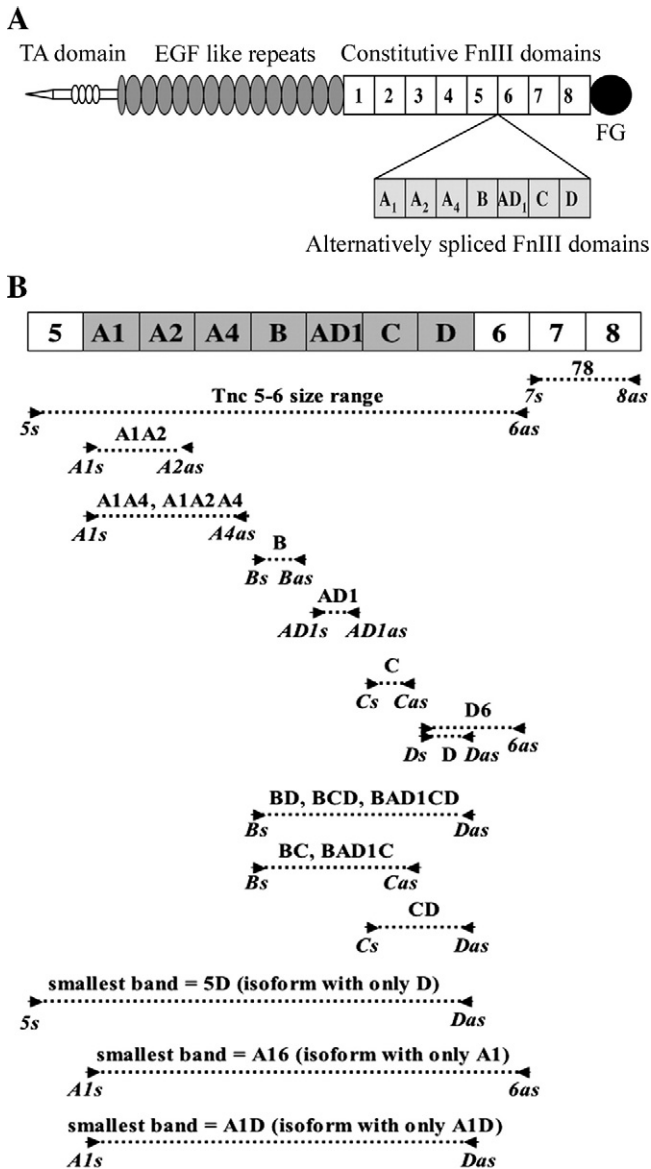 A
TA domain EGF like repeats Constitutive FnIII domains
1 2 3 4 5 6 7 8
FG
A1 A2 A4 B AD1 C D
Alternatively spliced FnIII domains
B
5 A1 A2 A4 B AD1 C D 6 7 8
78
7s 8as
Tnc 5-6 size range
5s 6as
A1A2
A1s A2as
A1A4, A1A2A4
A1s A4as
B
Bs Bas
AD1
AD1s AD1as
C
Cs Cas
D6
6as
Ds D Das
BD, BCD, BAD1CD
Bs Das
BC, BAD1C
Bs Cas
CD
Cs Das
smallest band = 5D (isoform with only D)
5s Das
smallest band = A16 (isoform with only A1)
A1s 6as
smallest band = A1D (isoform with only A1D)
A1s Das